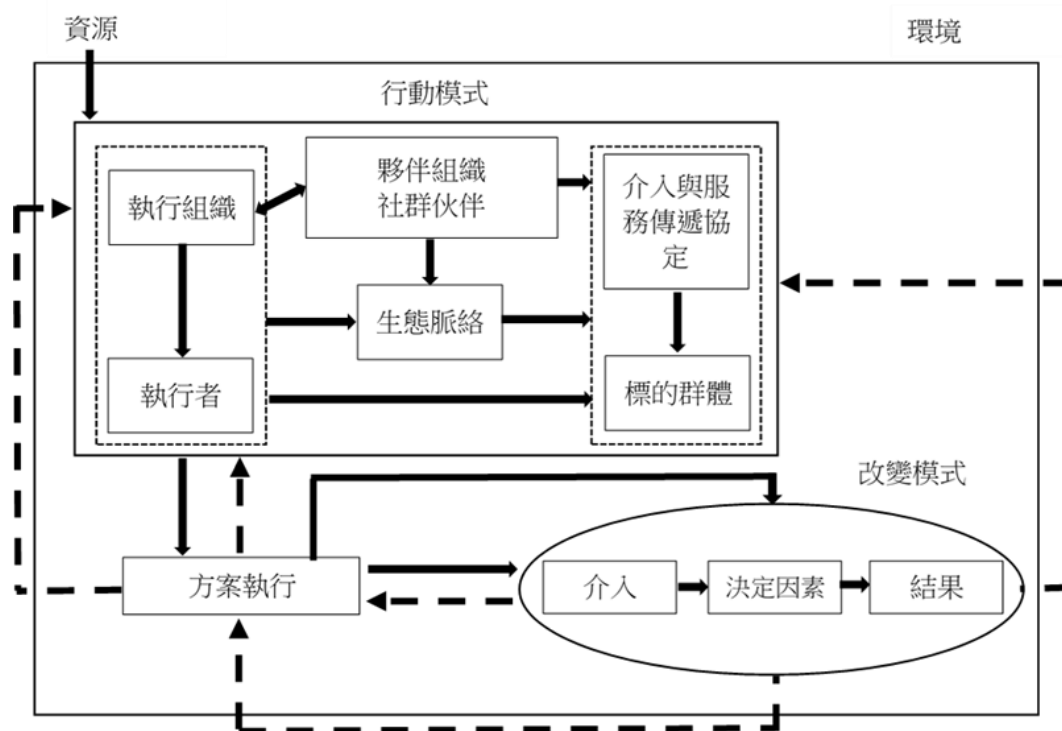 資源
環境
行動模式
執行組織
夥伴組織
社群伙伴
介入與服
務傳遞協
定
生態脈絡
執行者
標的群體
改變模式
方案執行
介入
決定因素
結果